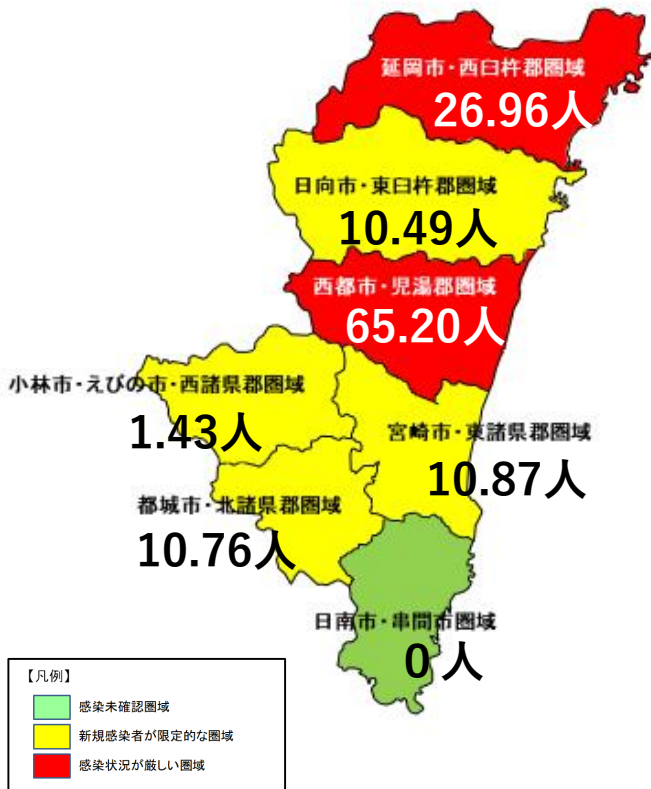 延岡市・西臼杵郡圏域
26.96人
日向市・東臼杵郡圏域
10.49人
西都市・児湯郡圏域
65.20人
小林市・えびの市・西諸県郡圏域
1.43人
宮崎市・東諸県郡圏域
10.87人
都城市・北諸県郡圏域
10.76人
日南市・串間市圏域
0人
【凡例】
感染未確認圏域
新規感染者が限定的な圏域
感染状況が厳しい圏域